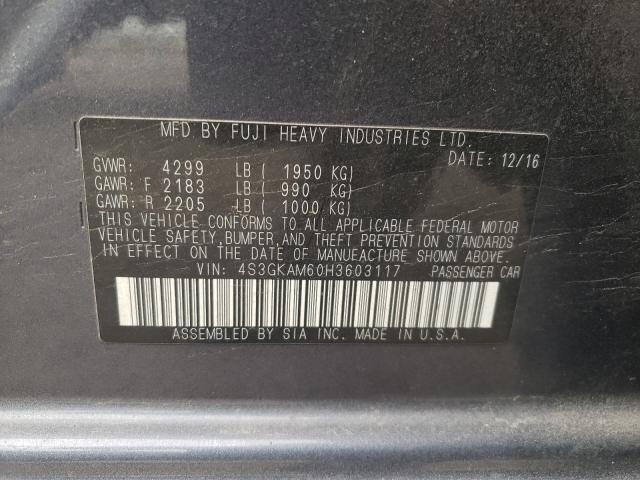 MFD BY FUJI HEAVY INDUSTRIES LTD.
DATE: 12/16
GVWR: 4299 LB ( 1950 KG)
GAWR: F 2183 LB ( 990 KG)
GAWR: R 2205 LB ( 1000 KG)
THIS VEHICLE CONFORMS TO ALL APPLICABLE FEDERAL MOTOR
VEHICLE SAFETY, BUMPER, AND THEFT PREVENTION STANDARDS
IN EFFECT ON THE DATE OF MANUFACTURE SHOWN ABOVE.
VIN: 4S3GKAM60H3603117 PASSENGER CAR
ASSEMBLED BY SIA INC. MADE IN U.S.A.